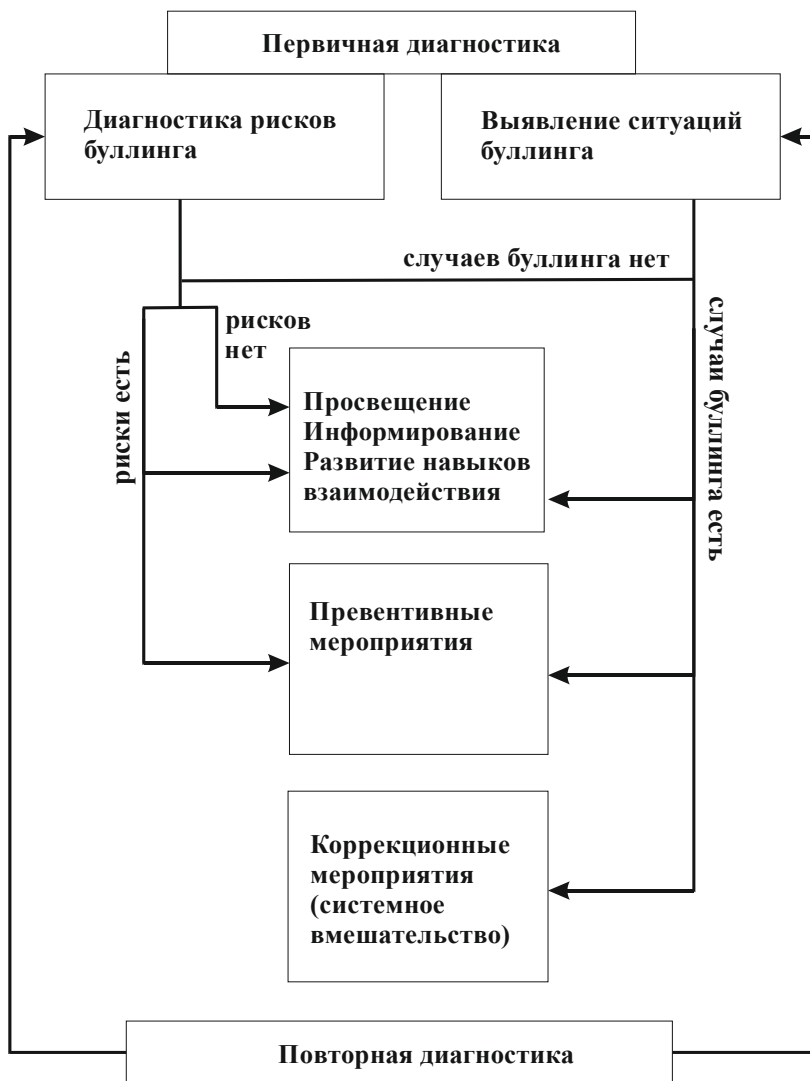 Первичная диагностика
Диагностика рисков
буллинга
Выявление ситуаций
буллинга
случаев буллинга нет
рисков
нет
риски есть
случаи буллинга есть
Просвещение
Информирование
Развитие навыков
взаимодействия
Превентивные
мероприятия
Коррекционные
мероприятия
(системное
вмешательство)
Повторная диагностика